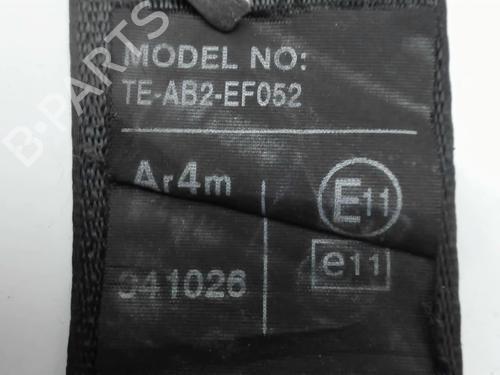 MODEL NO:
TE-AB2-EF052
Ar4m
E11
041026
e11
B-PARTS